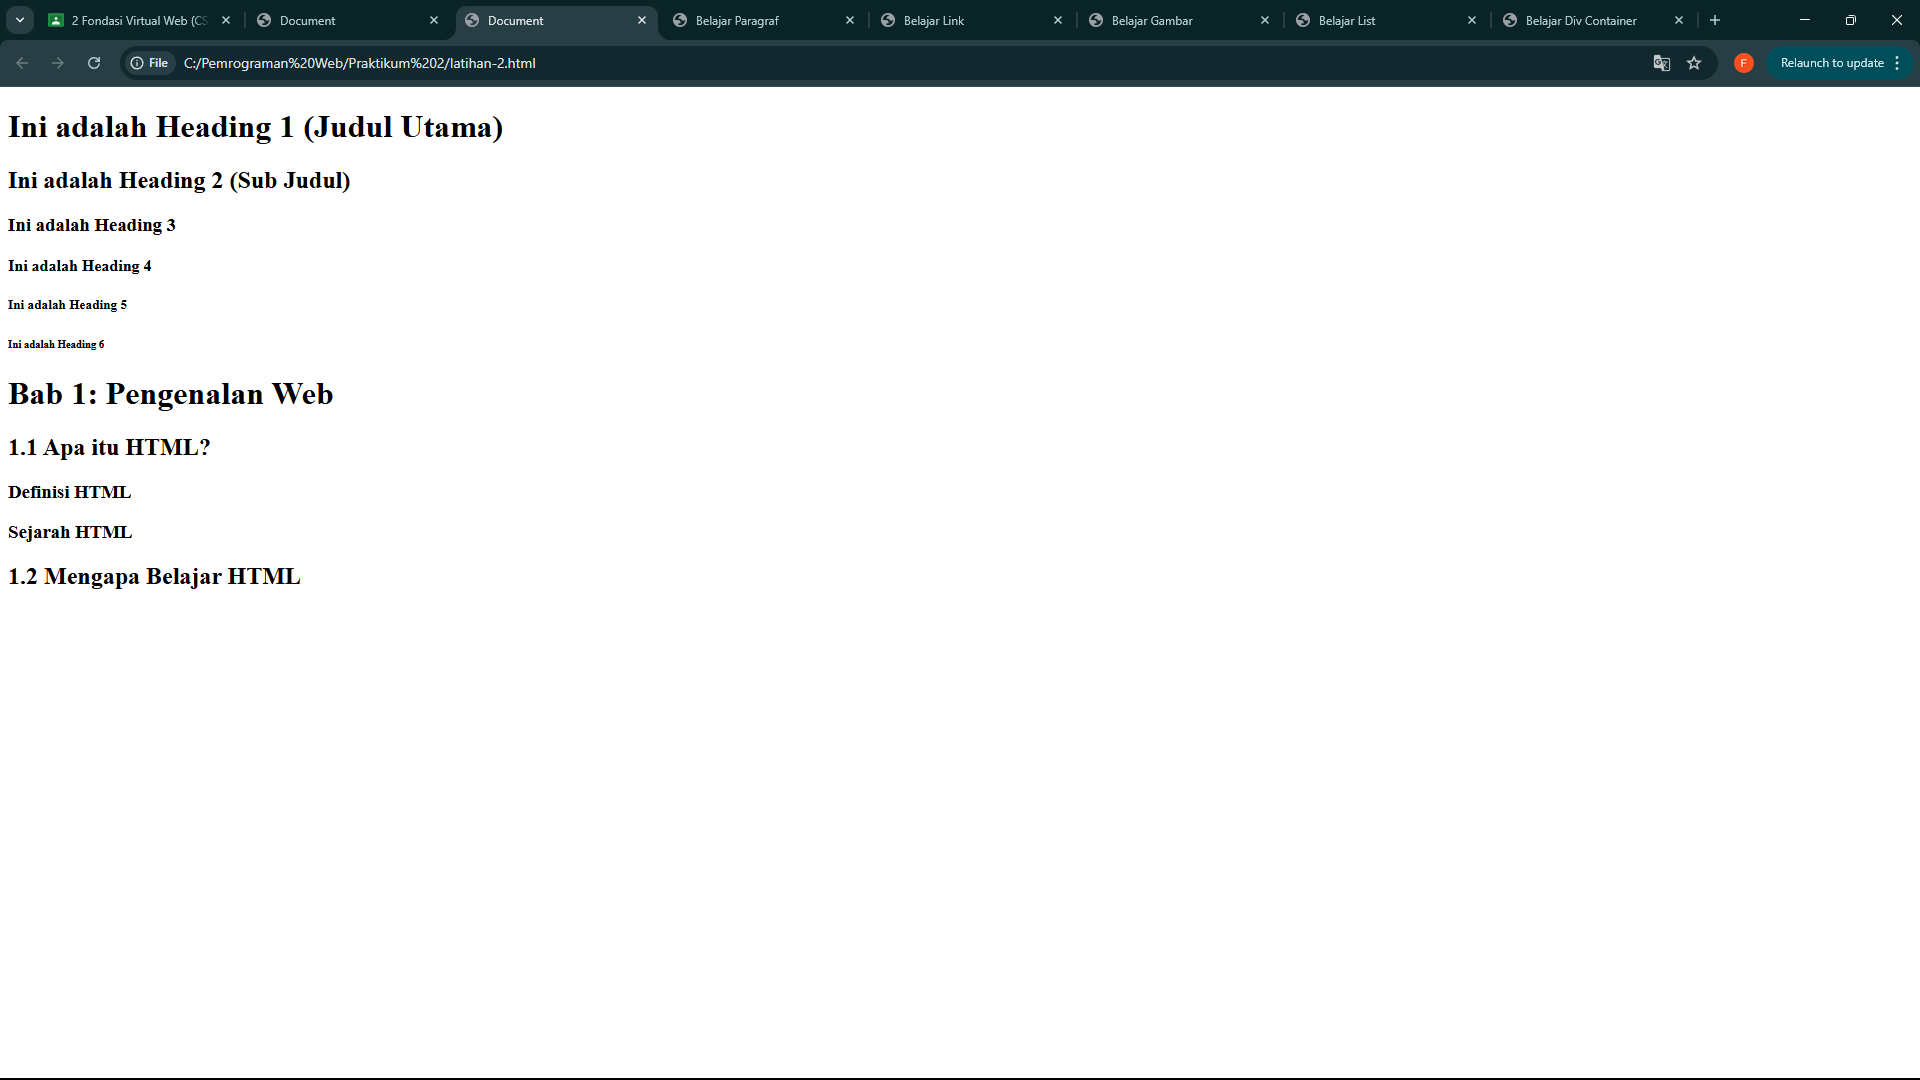 2 Fondasi Virtual Web (CS
Document
Document
Belajar Paragraf
Belajar Link
Belajar Gambar
Belajar List
Belajar Div Container
File
C:/Pemrograman%20Web/Praktikum%202/latihan-2.html
F
Relaunch to update
Ini adalah Heading 1 (Judul Utama)
Ini adalah Heading 2 (Sub Judul)
Ini adalah Heading 3
Ini adalah Heading 4
Ini adalah Heading 5
Ini adalah Heading 6
Bab 1: Pengenalan Web
1.1 Apa itu HTML?
Definisi HTML
Sejarah HTML
1.2 Mengapa Belajar HTML